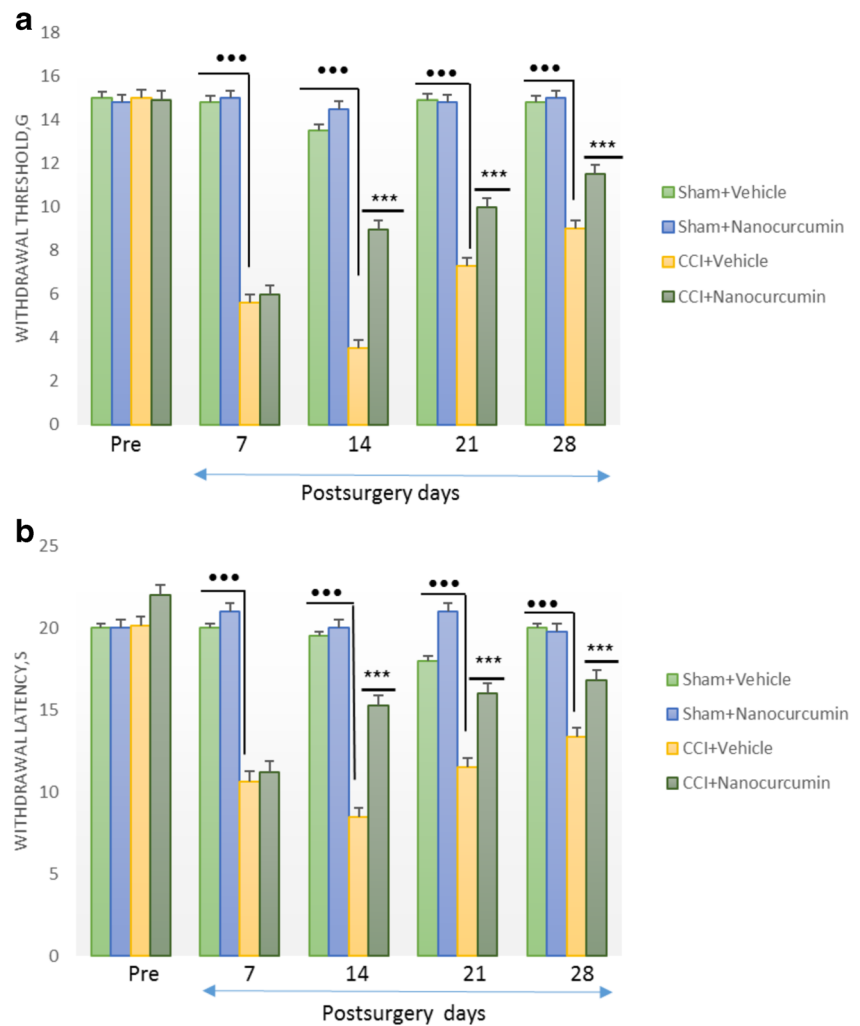 a
18
16
14
12
10
8
6
4
2
0
WITHDRAWAL THRESHOLD,G
••• ••• ••• •••
*** *** ***
Pre 7 14 21 28
Postsurgery days
Sham+Vehicle
Sham+Nanocurcumin
CCI+Vehicle
CCI+Nanocurcumin
b
25
20
15
10
5
0
WITHDRAWAL LATENCY,S
••• ••• ••• •••
*** *** ***
Pre 7 14 21 28
Postsurgery days
Sham+Vehicle
Sham+Nanocurcumin
CCI+Vehicle
CCI+Nanocurcumin